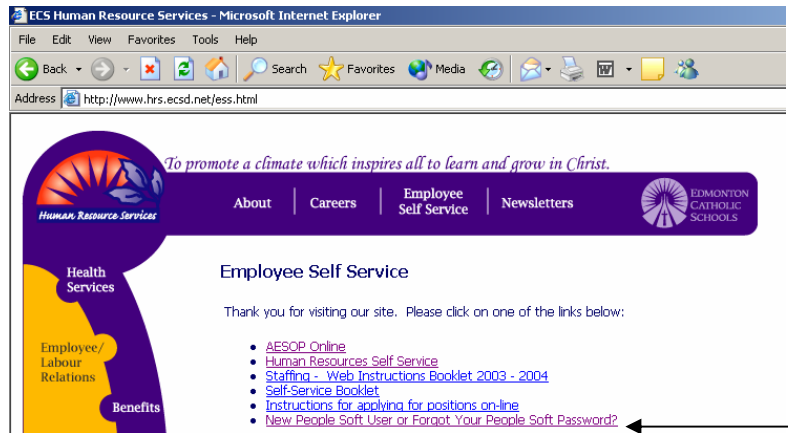 ECS Human Resource Services - Microsoft Internet Explorer
File Edit View Favorites Tools Help
Back Search Favorites Media
Address http://www.hrs.ecsd.net/ess.html
To promote a climate which inspires all to learn and grow in Christ.
Human Resource Services
About Careers Employee Self Service Newsletters
EDMONTON
CATHOLIC
SCHOOLS
Health
Services
Employee/
Labour
Relations
Benefits
Employee Self Service
Thank you for visiting our site. Please click on one of the links below:
AESOP Online
Human Resources Self Service
Staffing - Web Instructions Booklet 2003 - 2004
Self-Service Booklet
Instructions for applying for positions on-line
New People Soft User or Forgot Your People Soft Password?